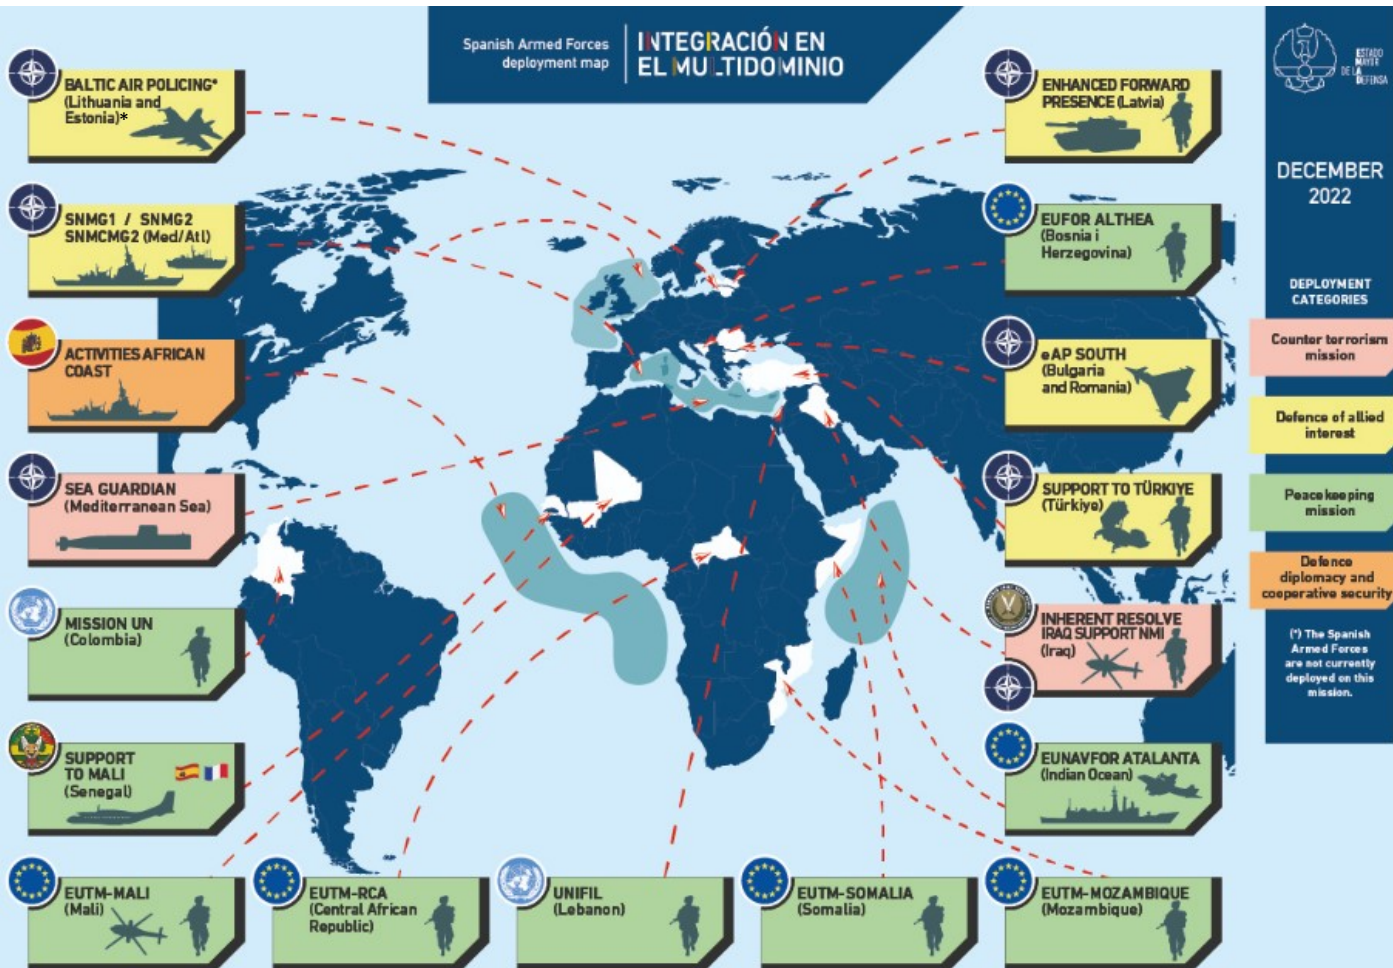 Spanish Armed Forces
deployment map
INTEGRACIÓN EN
EL MULTIDOMINIO
ESTADO
MAYOR
DE LA
DEFENSA
DECEMBER
2022
DEPLOYMENT
CATEGORIES
Counter terrorism
mission
Defence of allied
interest
Peacekeeping
mission
Defence
diplomacy and
cooperative security
(*) The Spanish
Armed Forces
are not currently
deployed on this
mission.
BALTIC AIR POLICING*
(Lithuania and
Estonia)*
SNMG1 / SNMG2
SNMCMG2 (Med/Atl)
ACTIVITIES AFRICAN
COAST
SEA GUARDIAN
(Mediterranean Sea)
MISSION UN
(Colombia)
SUPPORT
TO MALI
(Senegal)
EUTM-MALI
(Mali)
EUTM-RCA
(Central African
Republic)
UNIFIL
(Lebanon)
EUTM-SOMALIA
(Somalia)
EUTM-MOZAMBIQUE
(Mozambique)
ENHANCED FORWARD
PRESENCE (Latvia)
EUFOR ALTHEA
(Bosnia i
Herzegovina)
eAP SOUTH
(Bulgaria
and Romania)
SUPPORT TO TÜRKIYE
(Türkiye)
INHERENT RESOLVE
IRAQ SUPPORT NMI
(Iraq)
EUNAVFOR ATALANTA
(Indian Ocean)